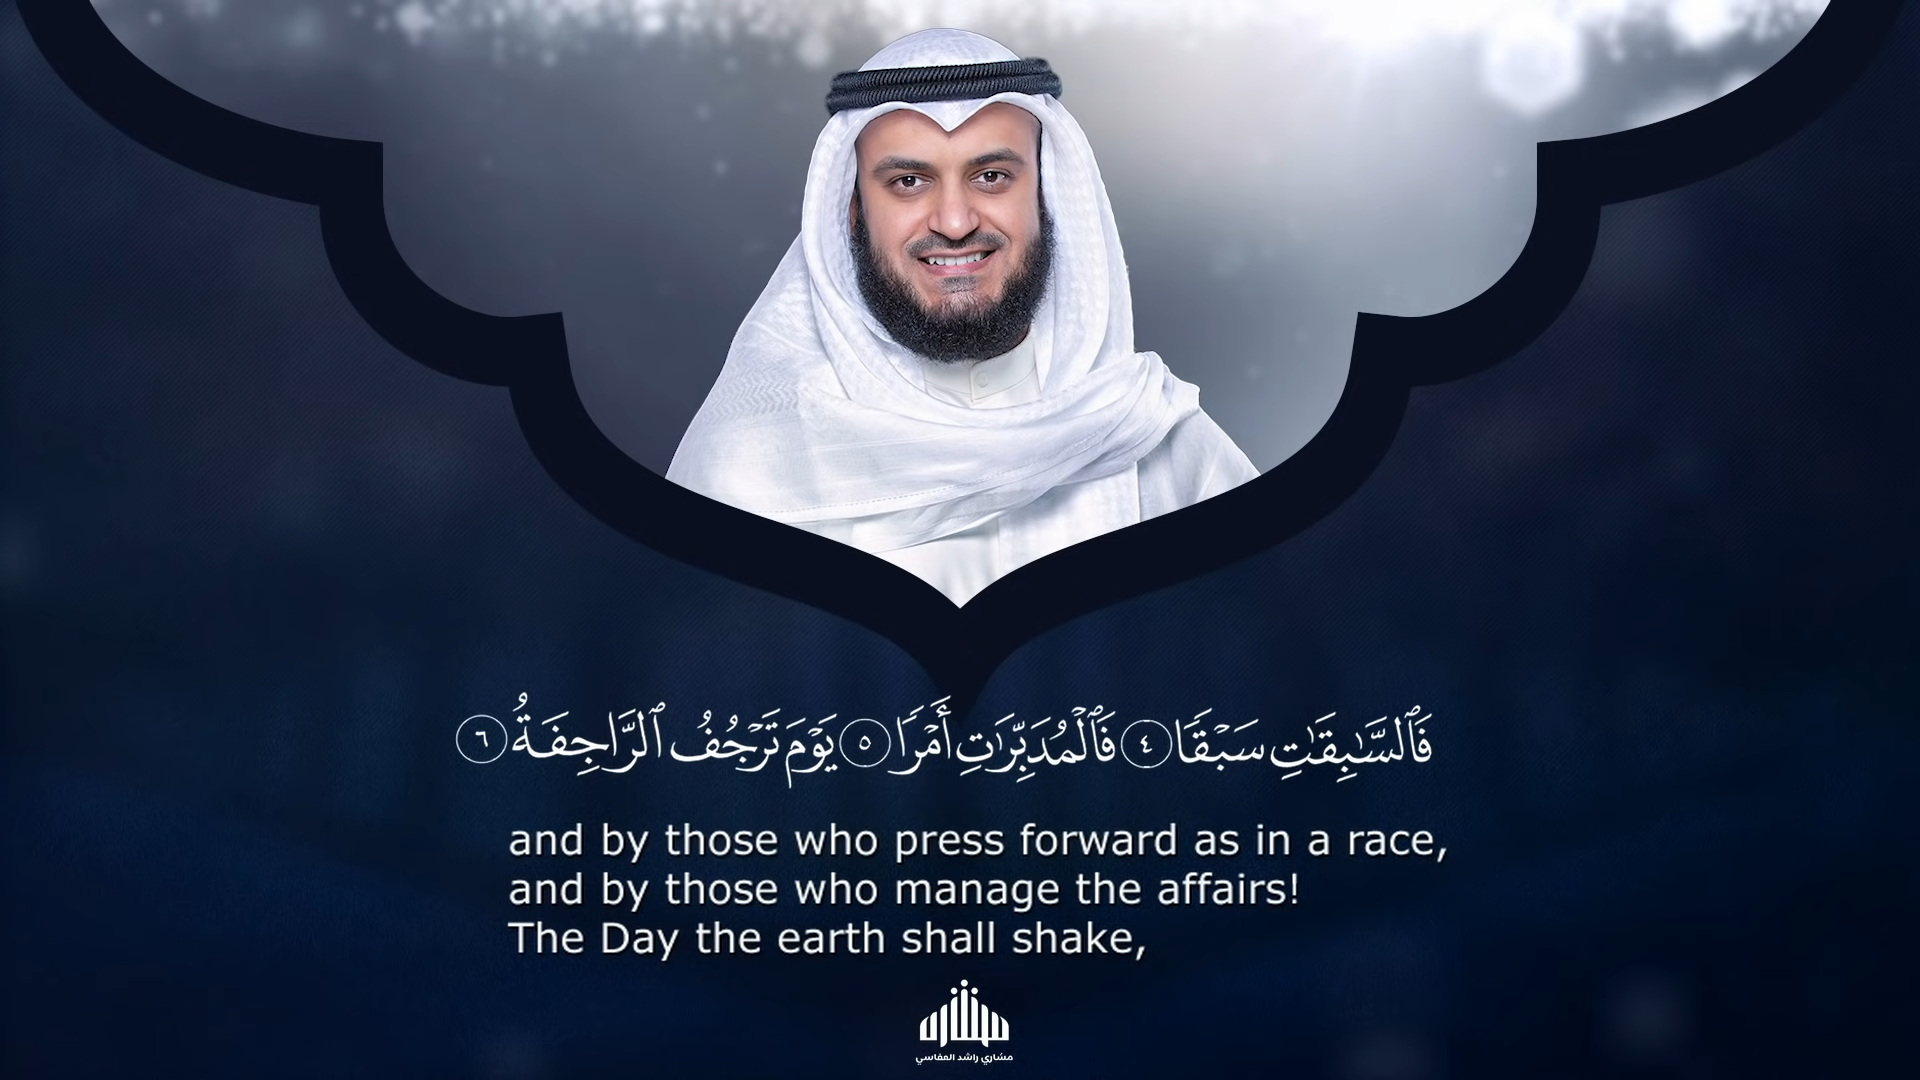 فَٱلسَّـٰبِقَـٰتِ سَبْقًا ٤ فَٱلْمُدَبِّرَٰتِ أَمْرًا ٥ يَوْمَ تَرْجُفُ ٱلرَّاجِفَةُ ٦
and by those who press forward as in a race,
and by those who manage the affairs!
The Day the earth shall shake,
مشاري
مشاري راشد العفاسي